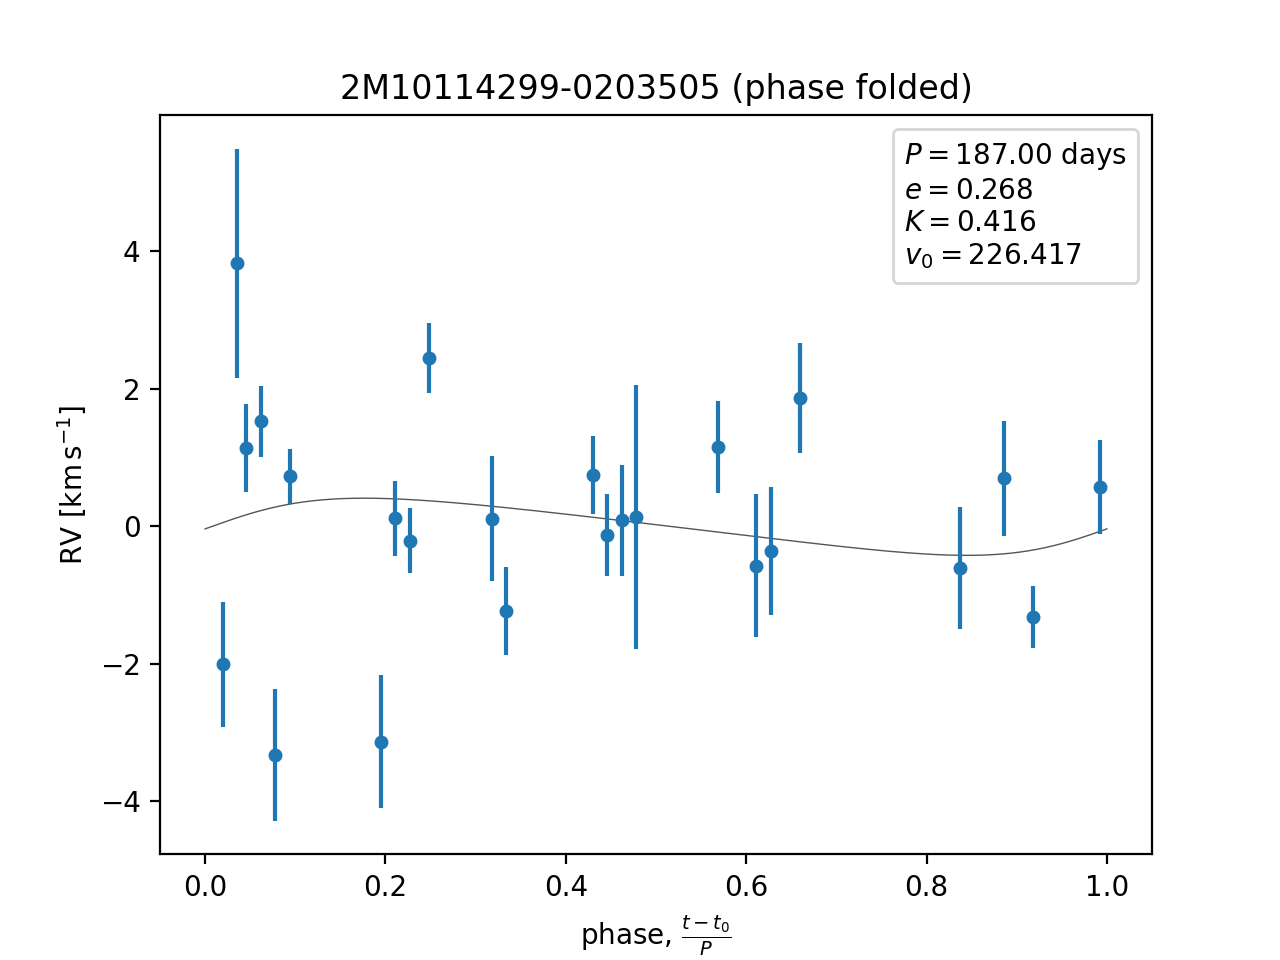 2M10114299-0203505 (phase folded)
P = 187.00 days
e = 0.268
K = 0.416
v₀ = 226.417
4
2
0
−2
−4
RV [km s⁻¹]
0.0 0.2 0.4 0.6 0.8 1.0
phase, (t − t₀)/P